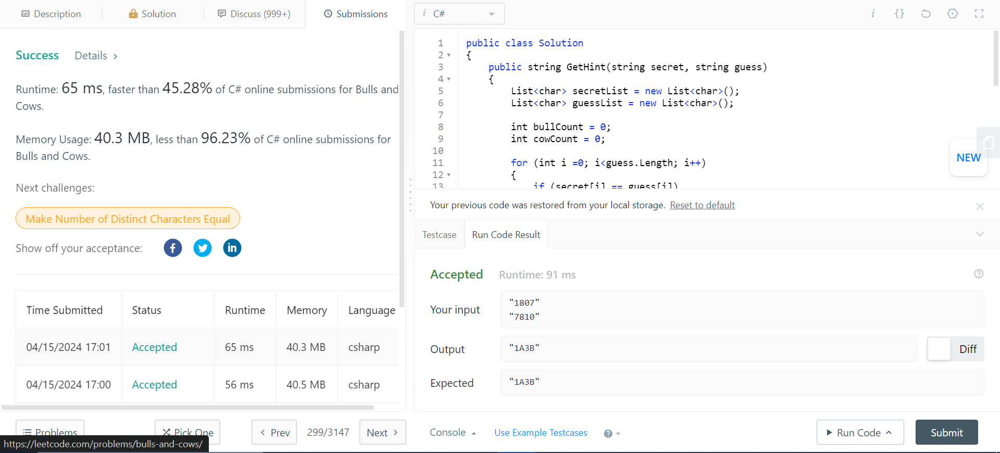 Description
Solution
Discuss (999+)
Submissions
Success Details
Runtime: 65 ms, faster than 45.28% of C# online submissions for Bulls and
Cows.
Memory Usage: 40.3 MB, less than 96.23% of C# online submissions for
Bulls and Cows.
Next challenges:
Make Number of Distinct Characters Equal
Show off your acceptance:
Time Submitted Status Runtime Memory Language
04/15/2024 17:01 Accepted 65 ms 40.3 MB csharp
04/15/2024 17:00 Accepted 56 ms 40.5 MB csharp
Problems Pick One Prev 299/3147 Next
https://leetcode.com/problems/bulls-and-cows/
C#
1 public class Solution
2 {
3 public string GetHint(string secret, string guess)
4 {
5 List<char> secretList = new List<char>();
6 List<char> guessList = new List<char>();
7
8 int bullCount = 0;
9 int cowCount = 0;
10
11 for (int i =0; i<guess.Length; i++)
12 {
13 if (secret[i] == guess[i])
NEW
Your previous code was restored from your local storage. Reset to default
Testcase Run Code Result
Accepted Runtime: 91 ms
Your input
"1807"
"7810"
Output "1A3B" Diff
Expected "1A3B"
Console Use Example Testcases
Run Code Submit